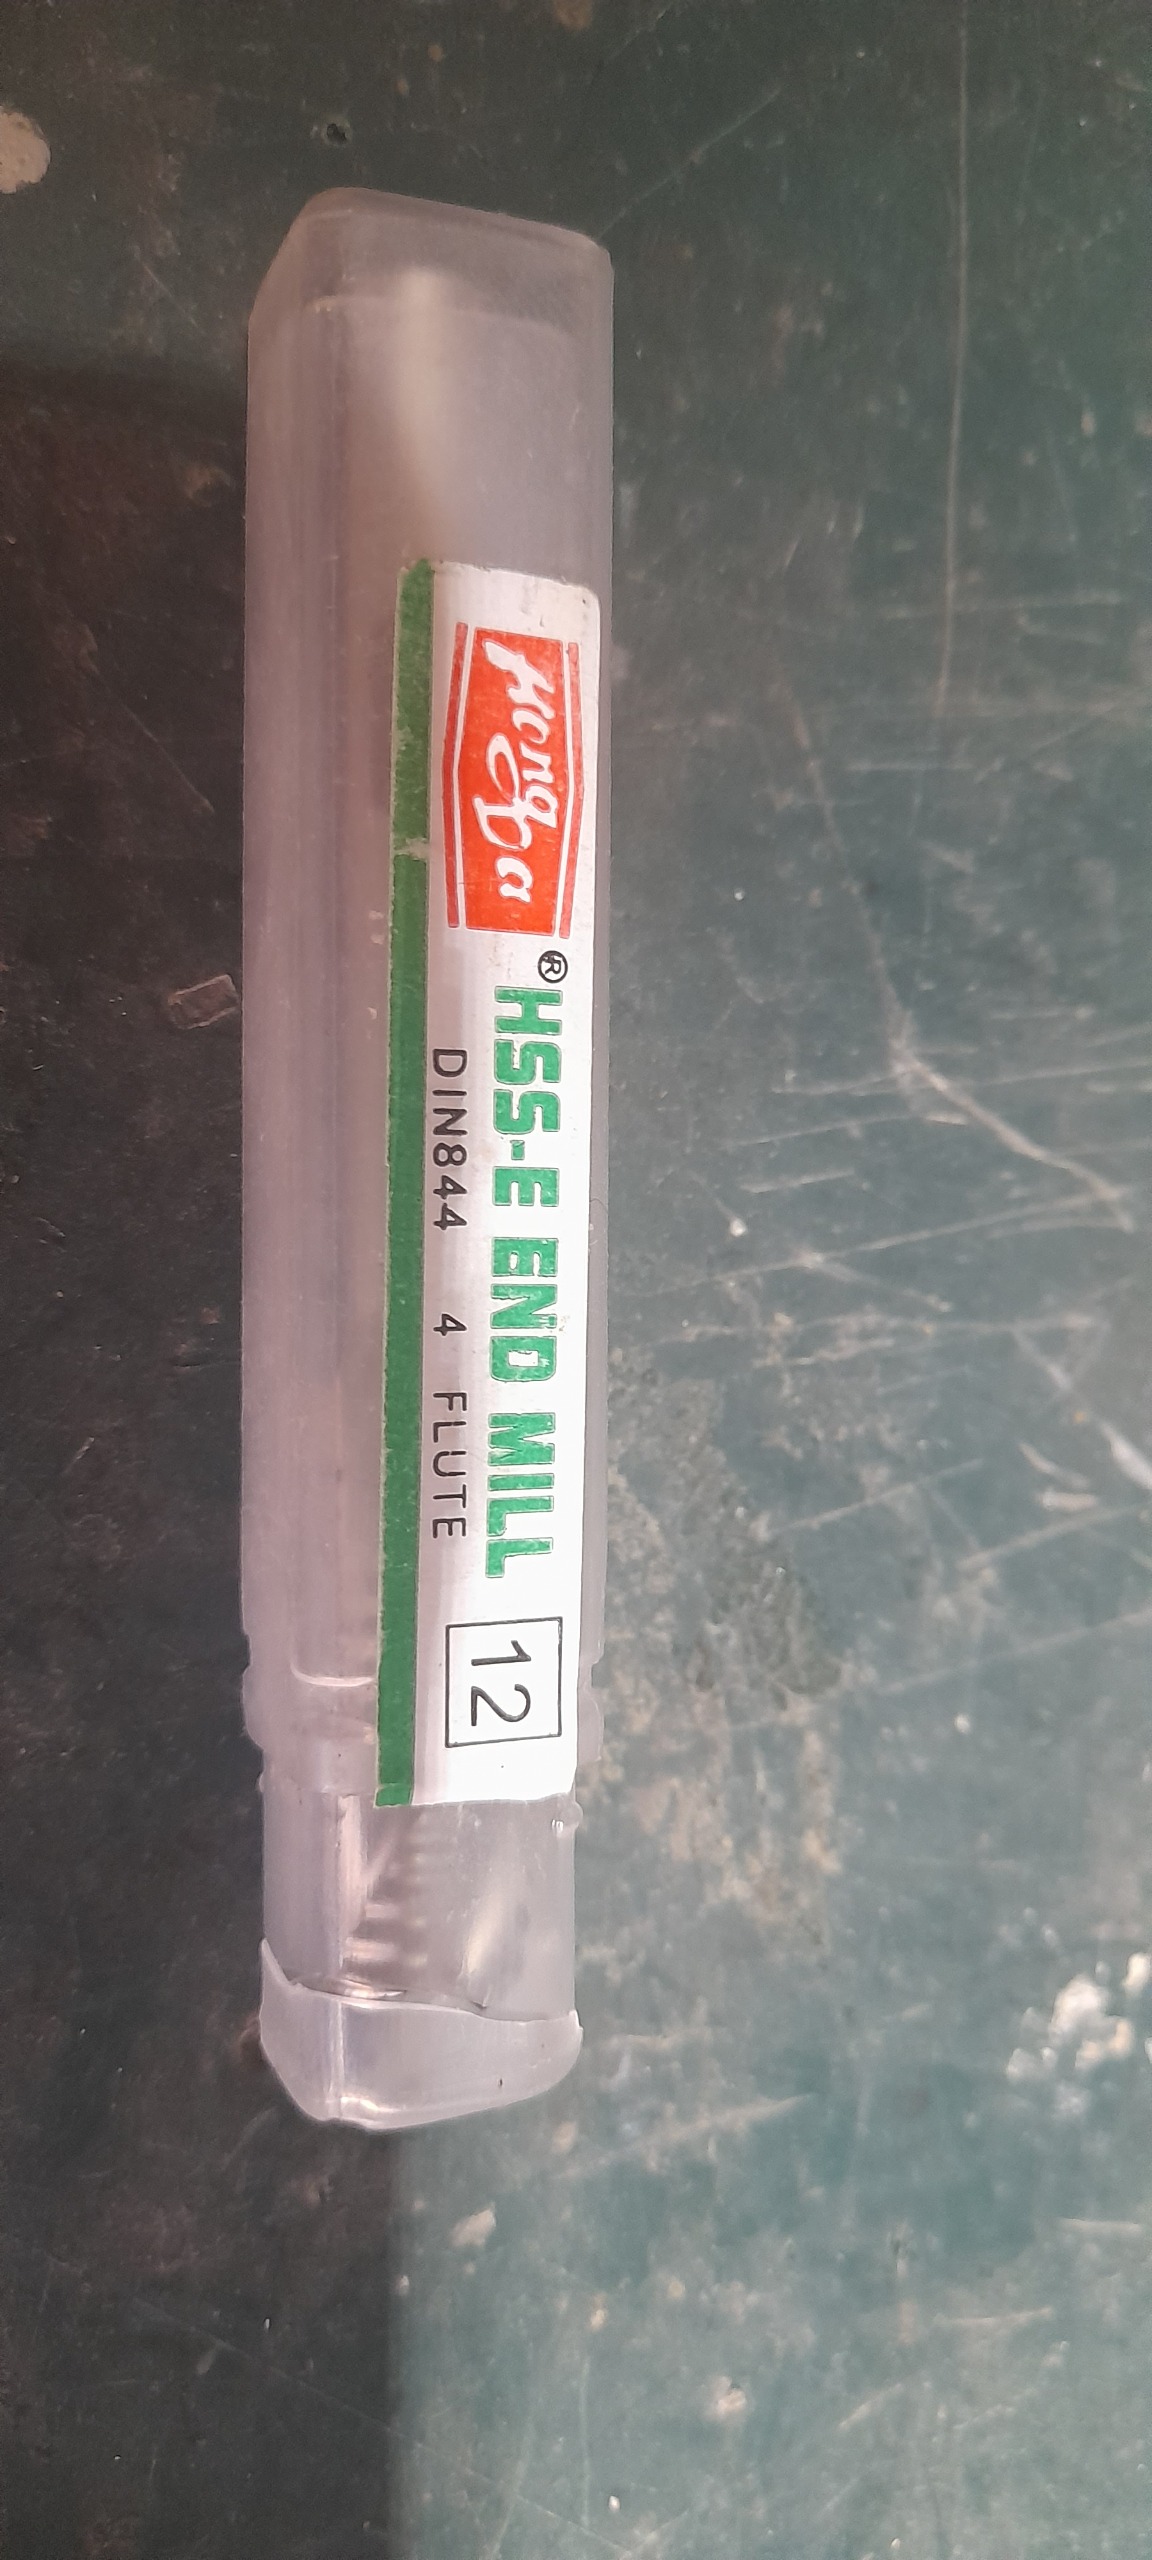 Hongba
®
HSS-E END MILL
DIN844 4 FLUTE
12